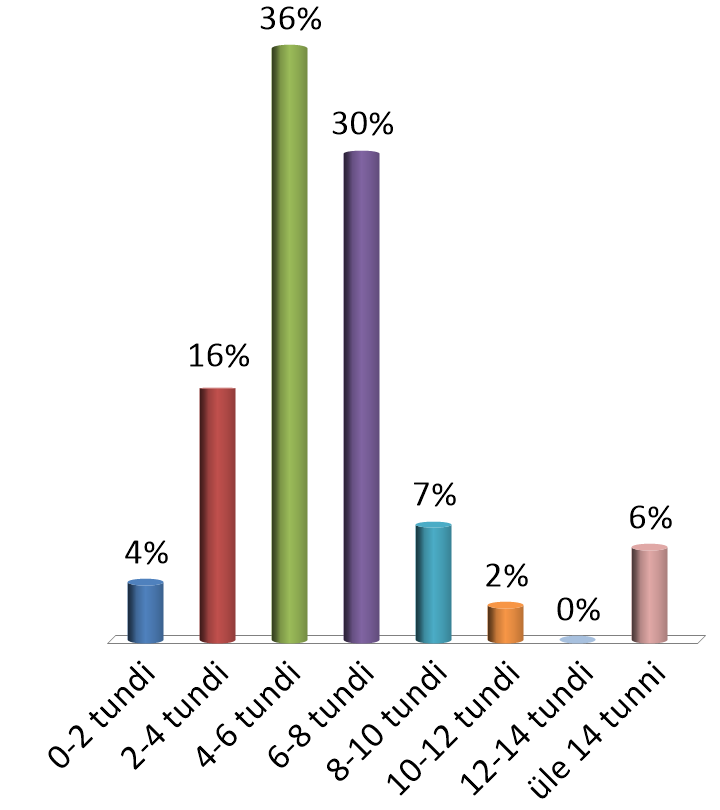 36%
30%
16%
7%
6%
4%
2%
0%
0-2 tundi
2-4 tundi
4-6 tundi
6-8 tundi
8-10 tundi
10-12 tundi
12-14 tundi
üle 14 tunni